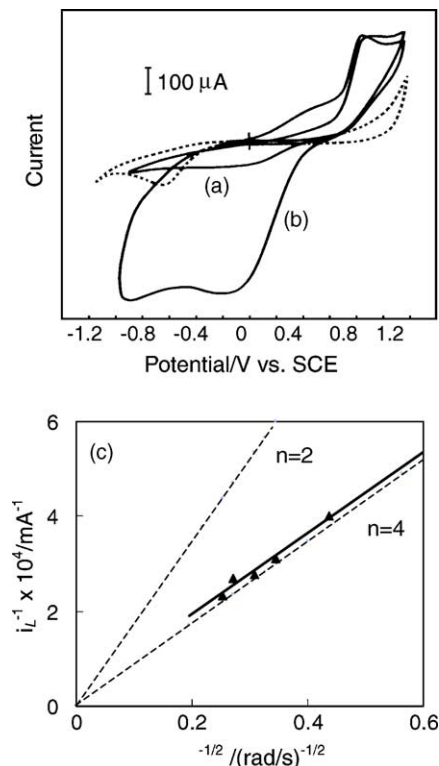 100 µA
Current
(a)
(b)
-1.2 -0.8 -0.4 0 0.4 0.8 1.2
Potential/V vs. SCE
(c)
6
4
2
0
n=2
n=4
i_L^-1 x 10^4/mA^-1
0 0.2 0.4 0.6
^-1/2 /(rad/s)^-1/2